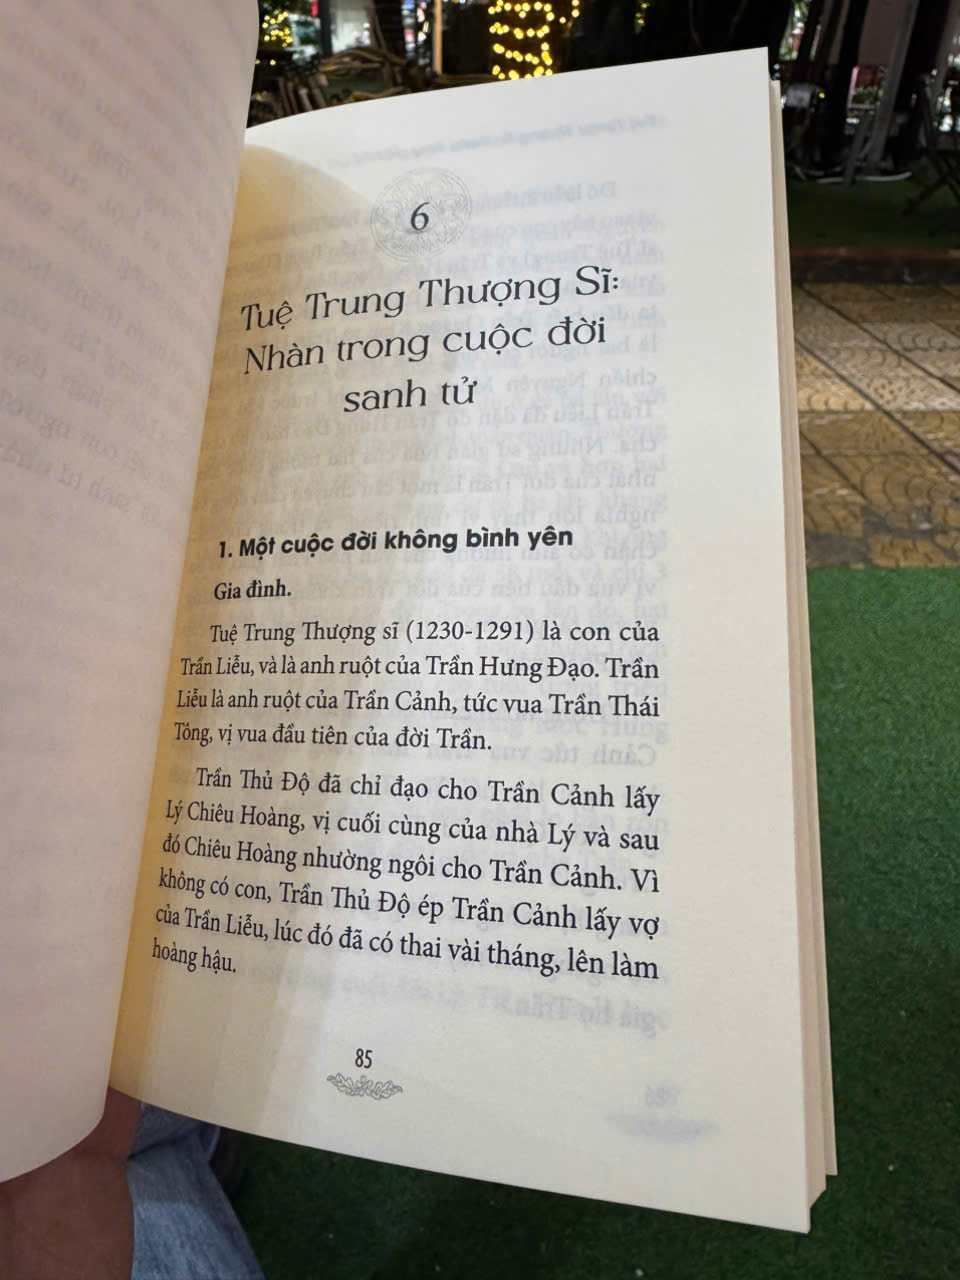 6
Tuệ Trung Thượng Sĩ:
Nhàn trong cuộc đời
sanh tử
1. Một cuộc đời không bình yên
Gia đình.
Tuệ Trung Thượng sĩ (1230-1291) là con của
Trần Liễu, và là anh ruột của Trần Hưng Đạo. Trần
Liễu là anh ruột của Trần Cảnh, tức vua Trần Thái
Tông, vị vua đầu tiên của đời Trần.
Trần Thủ Độ đã chỉ đạo cho Trần Cảnh lấy
Lý Chiêu Hoàng, vị cuối cùng của nhà Lý và sau
đó Chiêu Hoàng nhường ngôi cho Trần Cảnh. Vì
không có con, Trần Thủ Độ ép Trần Cảnh lấy vợ
của Trần Liễu, lúc đó đã có thai vài tháng, lên làm
hoàng hậu.
85